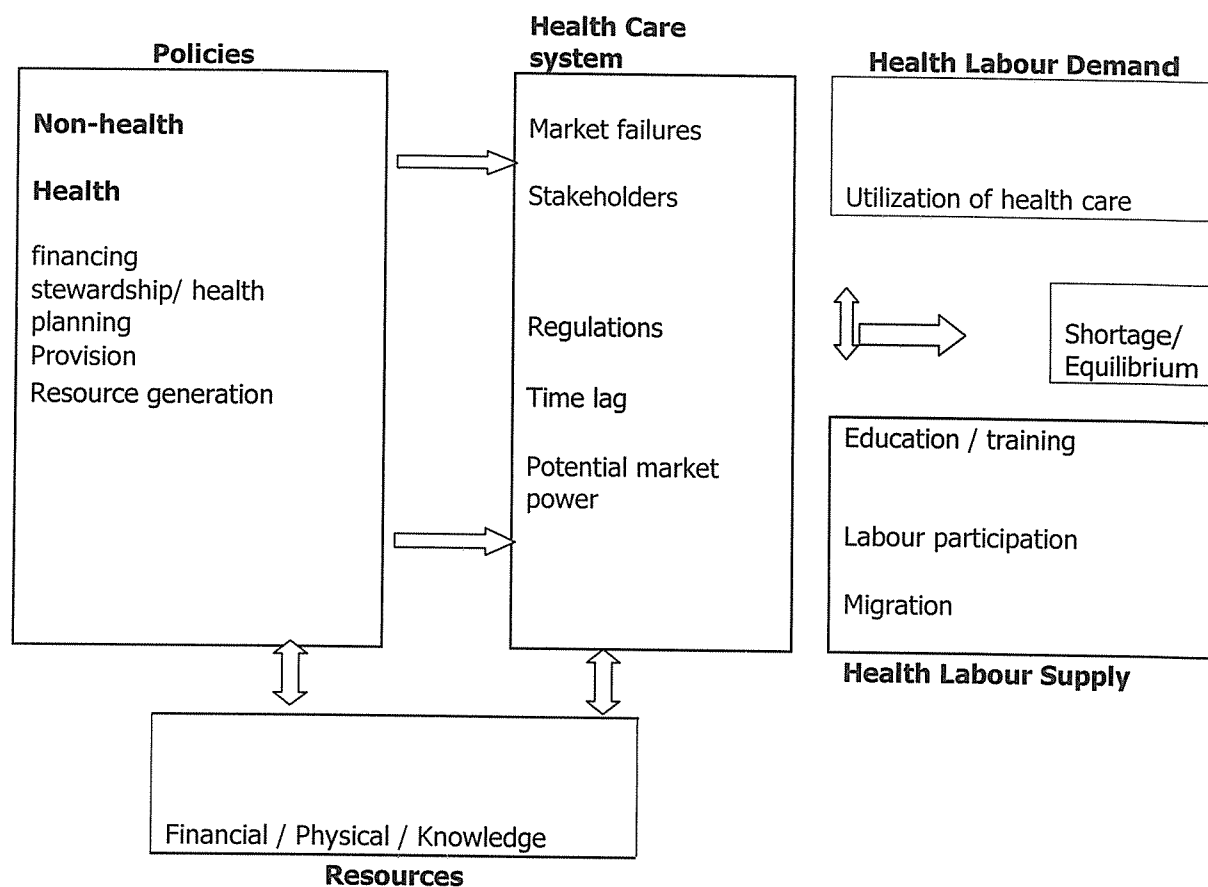 Policies
Non-health
Health
financing
stewardship/ health
planning
Provision
Resource generation
Health Care
system
Market failures
Stakeholders
Regulations
Time lag
Potential market
power
Health Labour Demand
Utilization of health care
Shortage/
Equilibrium
Education / training
Labour participation
Migration
Health Labour Supply
Financial / Physical / Knowledge
Resources